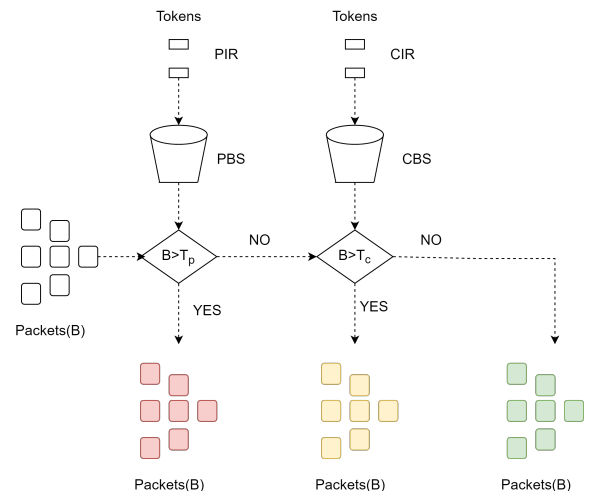 Tokens
Tokens
PIR
CIR
PBS
CBS
B>Tp
NO
B>Tc
NO
YES
YES
Packets(B)
Packets(B)
Packets(B)
Packets(B)